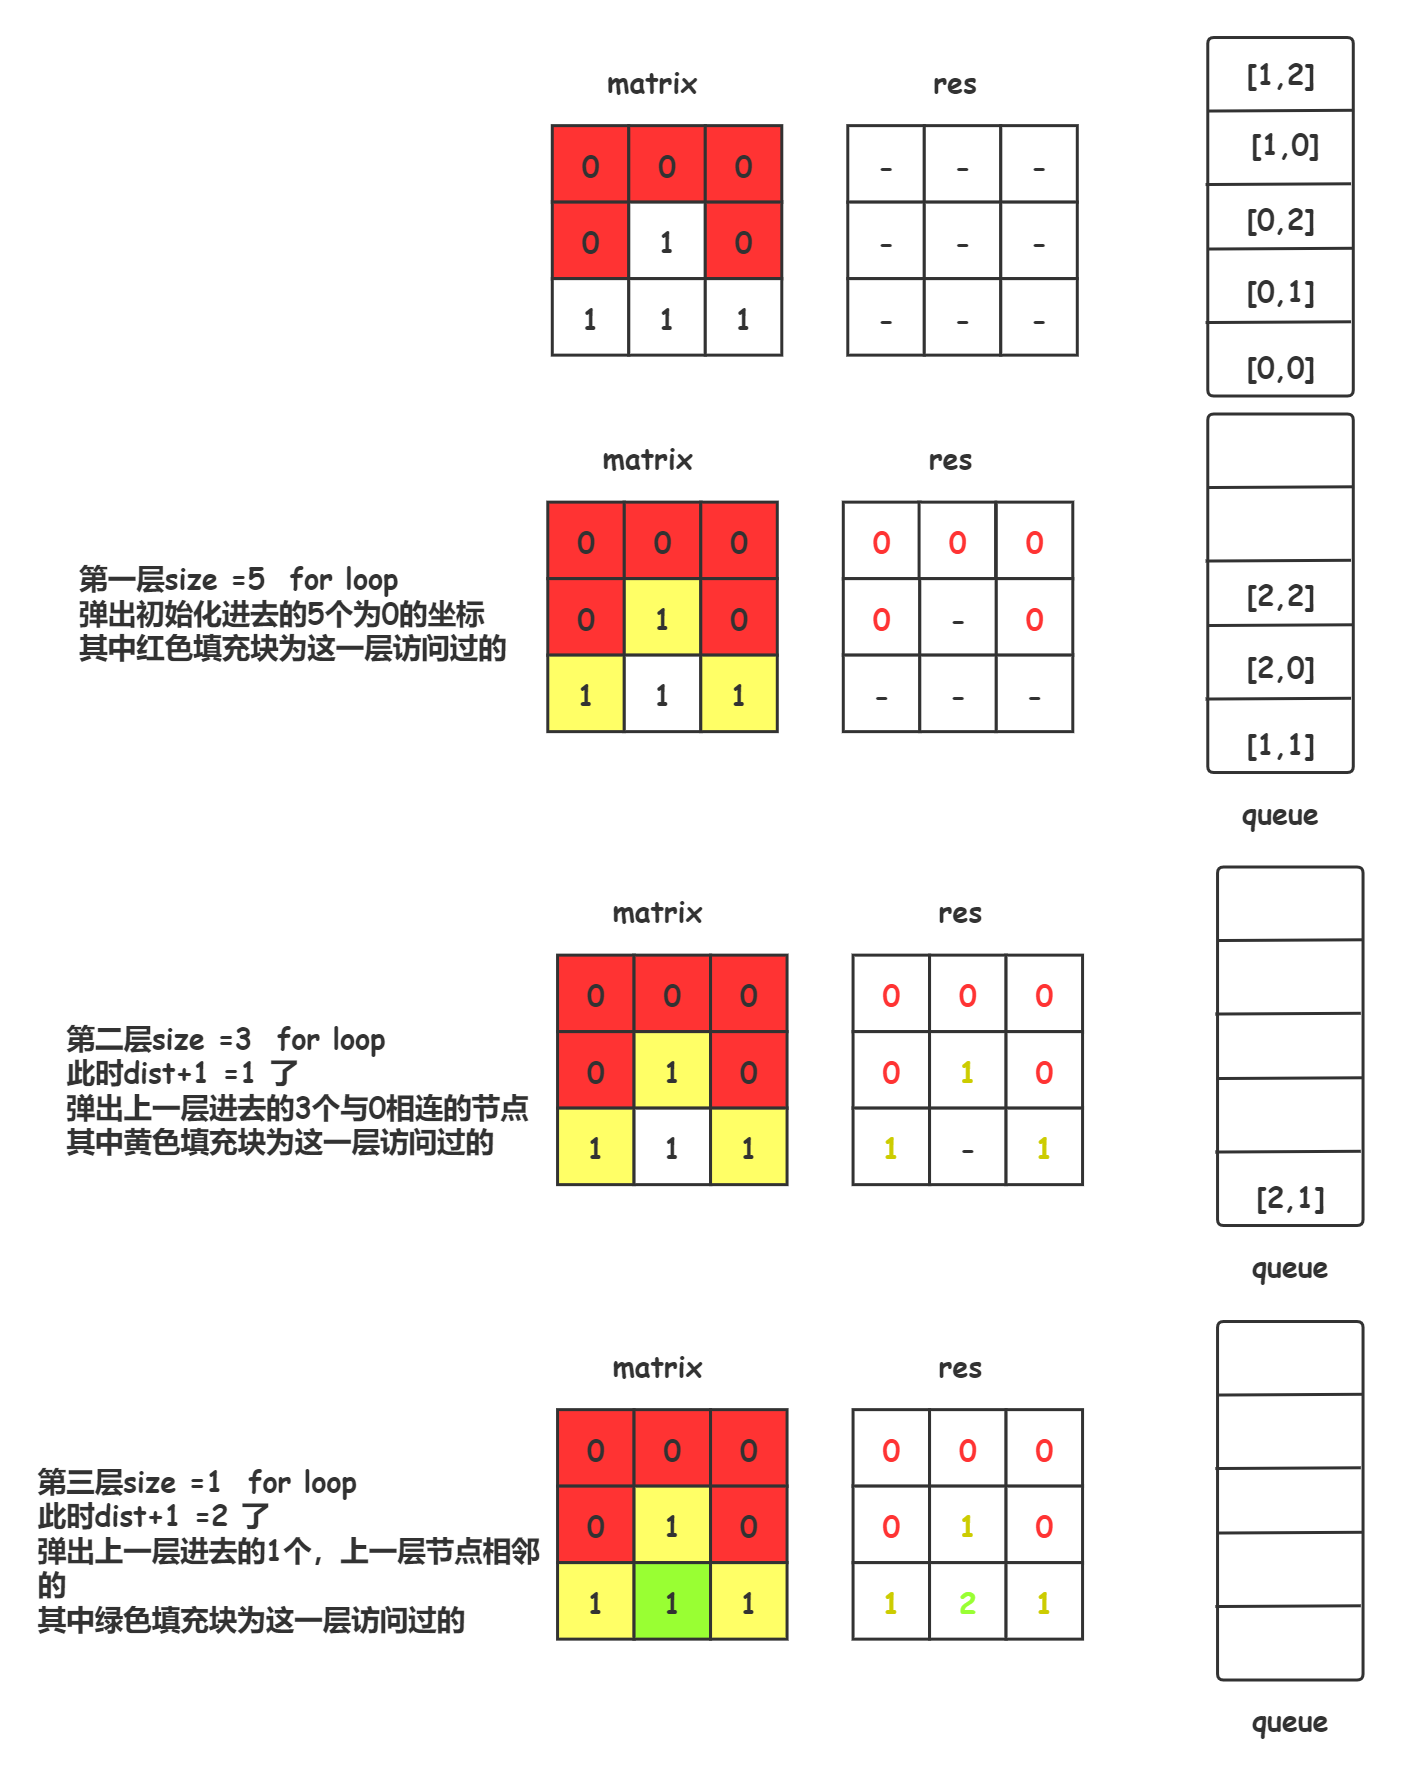 matrix
res
0 0 0
0 1 0
1 1 1
- - -
- - -
- - -
[1,2]
[1,0]
[0,2]
[0,1]
[0,0]
第一层size =5 for loop
弹出初始化进去的5个为0的坐标
其中红色填充块为这一层访问过的
matrix
res
0 0 0
0 1 0
1 1 1
0 0 0
0 - 0
- - -
[2,2]
[2,0]
[1,1]
queue
第二层size =3 for loop
此时dist+1 =1 了
弹出上一层进去的3个与0相连的节点
其中黄色填充块为这一层访问过的
matrix
res
0 0 0
0 1 0
1 1 1
0 0 0
0 1 0
1 - 1
[2,1]
queue
第三层size =1 for loop
此时dist+1 =2 了
弹出上一层进去的1个，上一层节点相邻
的
其中绿色填充块为这一层访问过的
matrix
res
0 0 0
0 1 0
1 1 1
0 0 0
0 1 0
1 2 1
queue